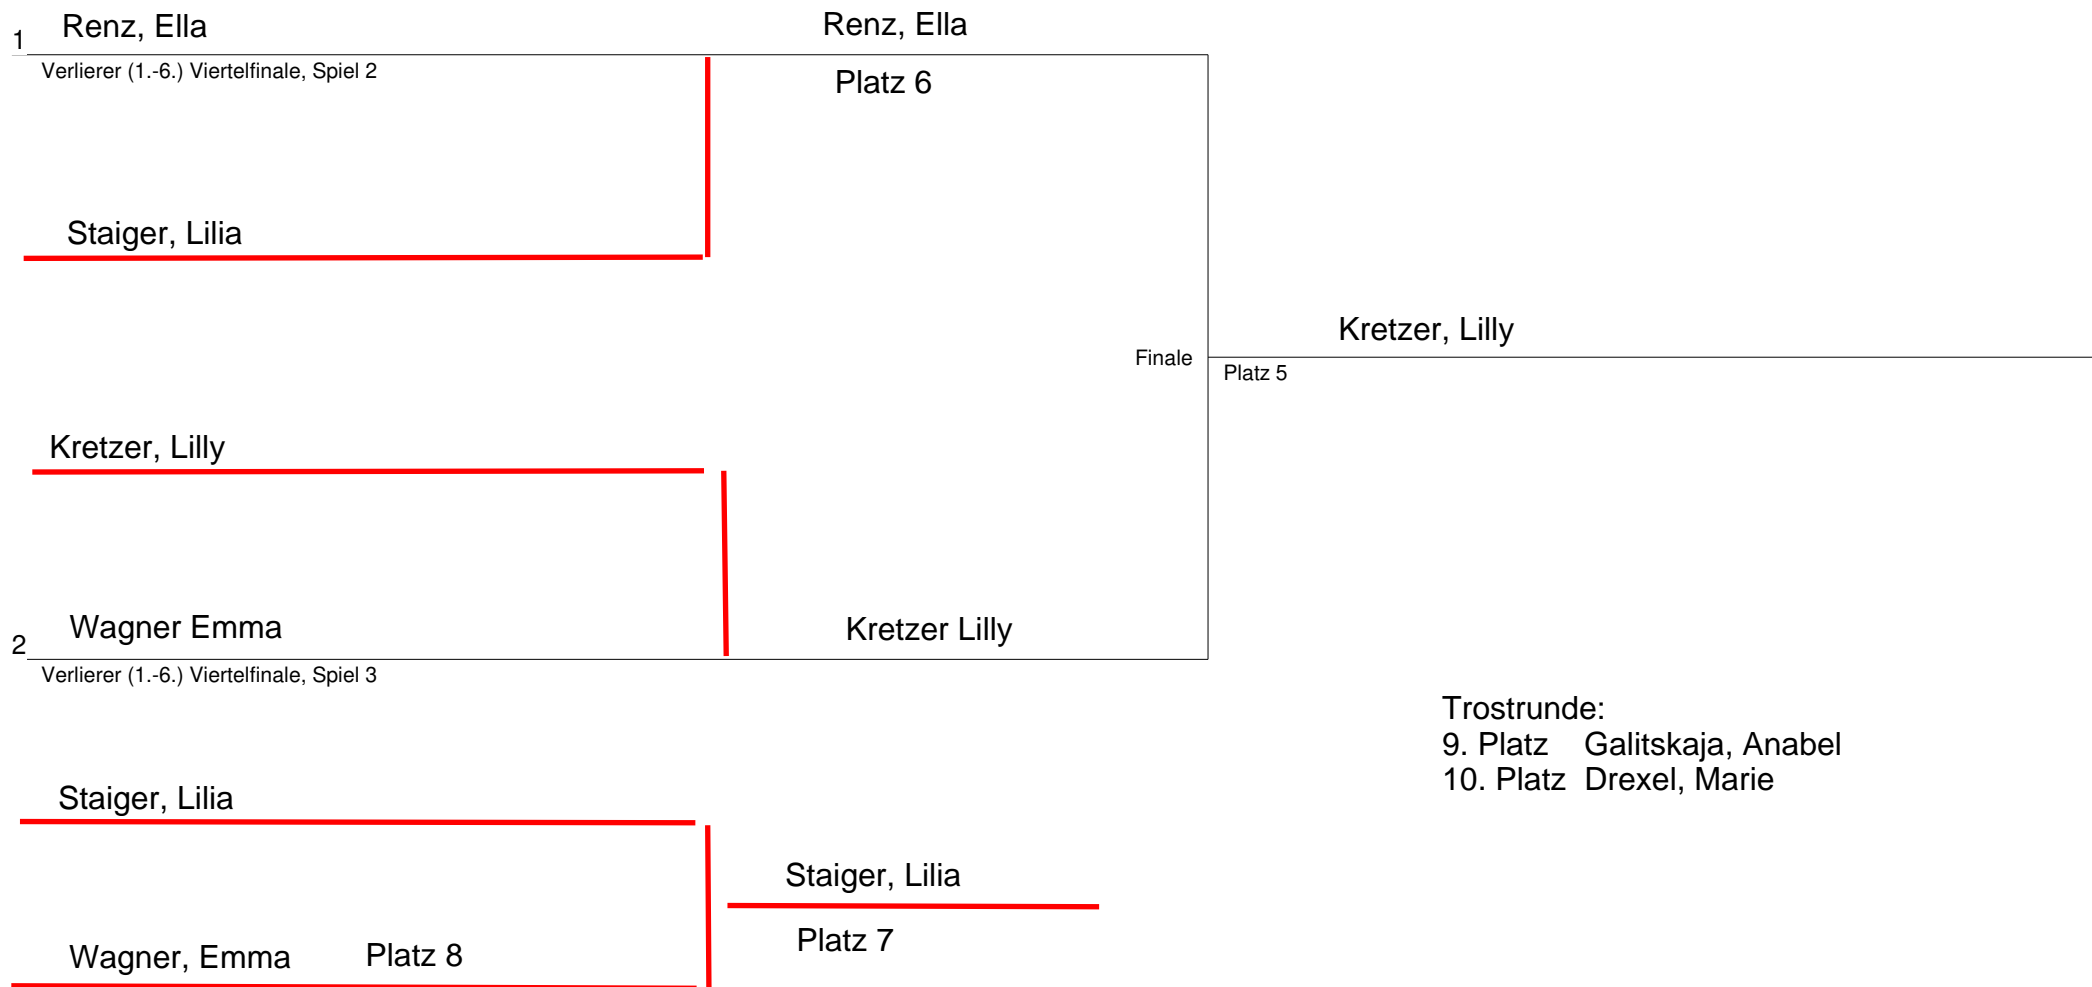 Renz, Ella
Renz, Ella
1
Verlierer (1.-6.) Viertelfinale, Spiel 2
Platz 6
Staiger, Lilia
Kretzer, Lilly
Finale
Platz 5
Kretzer, Lilly
Wagner Emma
Kretzer Lilly
2
Verlierer (1.-6.) Viertelfinale, Spiel 3
Trostrunde:
9. Platz Galitskaja, Anabel
10. Platz Drexel, Marie
Staiger, Lilia
Staiger, Lilia
Platz 7
Wagner, Emma Platz 8